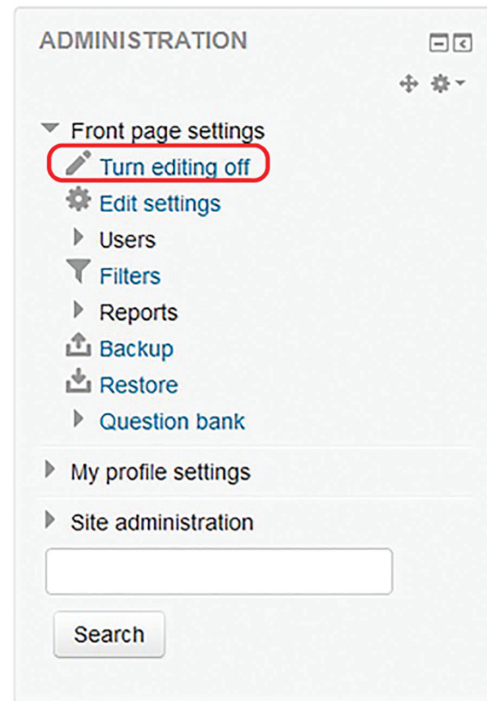 ADMINISTRATION
Front page settings
Turn editing off
Edit settings
Users
Filters
Reports
Backup
Restore
Question bank
My profile settings
Site administration
Search